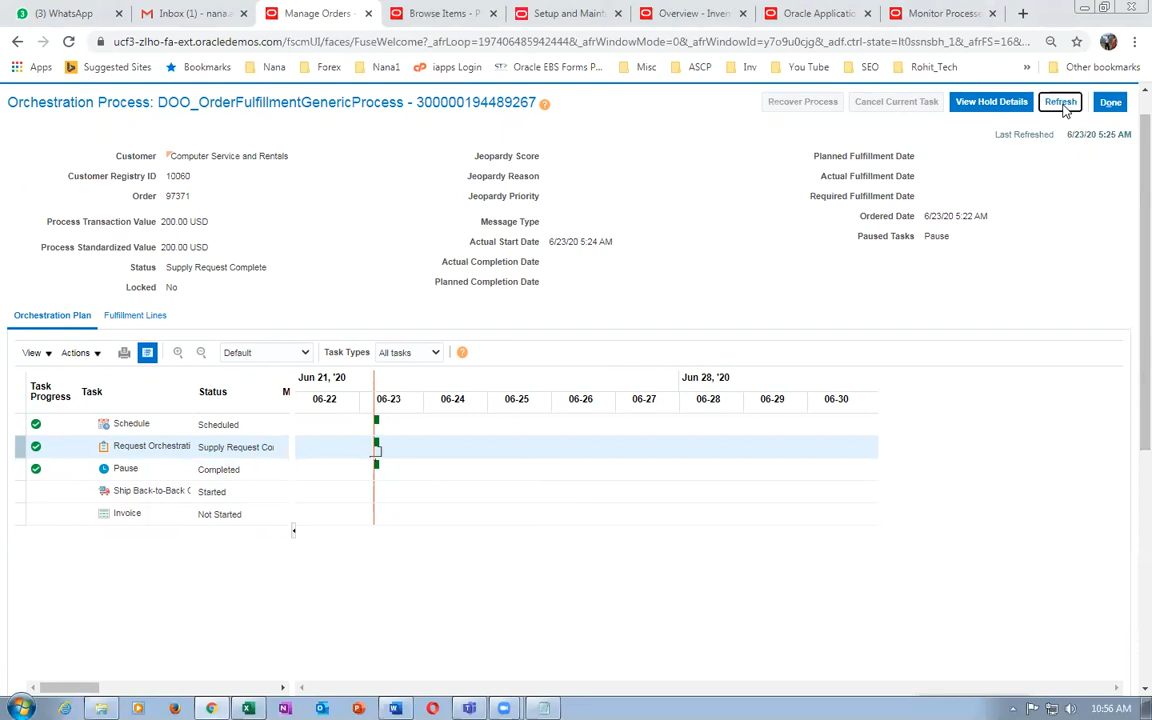 (3) WhatsApp
Inbox (1) - nana.a
Manage Orders -
Browse Items - P
Setup and Maint
Overview - Inven
Oracle Applicatio
Monitor Processe
ucf3-zlho-fa-ext.oracledemos.com/fscmUI/faces/FuseWelcome?_afrLoop=19740648594244&_afrWindowMode=0&_afrWindowId=y7o9u0cjg&_adf.ctrl-state=lt0ssnsbh_1&_afrFS=16&...
Apps
Suggested Sites
Bookmarks
Nana
Forex
Nana1
iapps Login
Oracle EBS Forms P...
Misc
ASCP
Inv
You Tube
SEO
Rohit_Tech
»
Other bookmarks
Orchestration Process: DOO_OrderFulfillmentGenericProcess - 300000194489267
Recover Process
Cancel Current Task
View Hold Details
Refresh
Done
Last Refreshed 6/23/20 5:25 AM
Customer Computer Service and Rentals
Customer Registry ID 10060
Order 97371
Process Transaction Value 200.00 USD
Process Standardized Value 200.00 USD
Status Supply Request Complete
Locked No
Jeopardy Score
Jeopardy Reason
Jeopardy Priority
Message Type
Actual Start Date 6/23/20 5:24 AM
Actual Completion Date
Planned Completion Date
Planned Fulfillment Date
Actual Fulfillment Date
Required Fulfillment Date
Ordered Date 6/23/20 5:22 AM
Paused Tasks Pause
Orchestration Plan
Fulfillment Lines
View
Actions
Default
Task Types All tasks
Task Progress
Task
Status
M
Jun 21, '20
Jun 28, '20
06-22 06-23 06-24 06-25 06-26 06-27 06-28 06-29 06-30
Schedule Scheduled
Request Orchestrati Supply Request Co
Pause Completed
Ship Back-to-Back Started
Invoice Not Started
10:56 AM